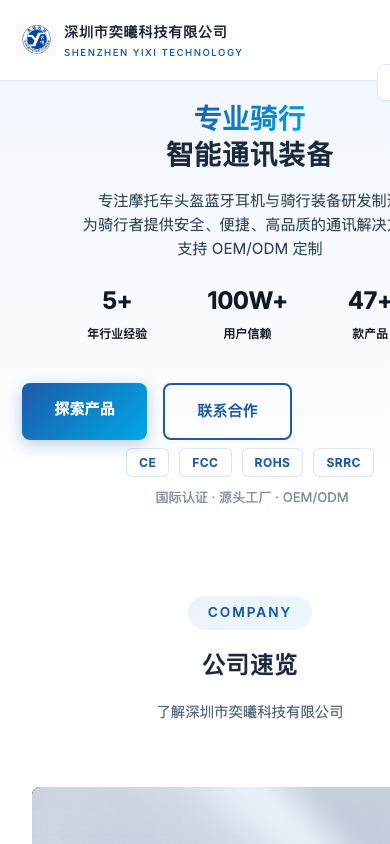 深圳市奕曦科技有限公司
SHENZHEN YIXI TECHNOLOGY
专业骑行
智能通讯装备
专注摩托车头盔蓝牙耳机与骑行装备研发制
为骑行者提供安全、便捷、高品质的通讯解决
支持 OEM/ODM 定制
5+
100W+
47+
年行业经验
用户信赖
款产品
探索产品
联系合作
CE
FCC
ROHS
SRRC
国际认证 · 源头工厂 · OEM/ODM
COMPANY
公司速览
了解深圳市奕曦科技有限公司